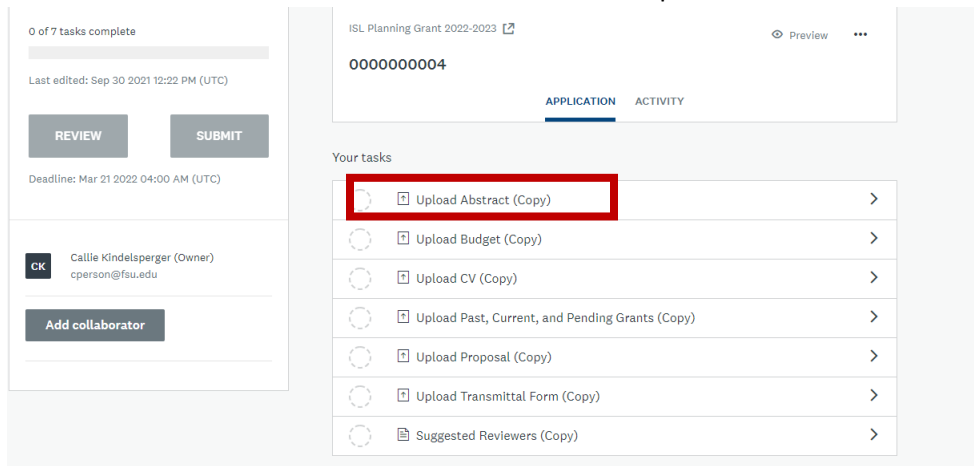 0 of 7 tasks complete
Last edited: Sep 30 2021 12:22 PM (UTC)
REVIEW
SUBMIT
Deadline: Mar 21 2022 04:00 AM (UTC)
CK
Callie Kindelsperger (Owner)
cperson@fsu.edu
Add collaborator
ISL Planning Grant 2022-2023
Preview
0000000004
APPLICATION
ACTIVITY
Your tasks
Upload Abstract (Copy)
Upload Budget (Copy)
Upload CV (Copy)
Upload Past, Current, and Pending Grants (Copy)
Upload Proposal (Copy)
Upload Transmittal Form (Copy)
Suggested Reviewers (Copy)